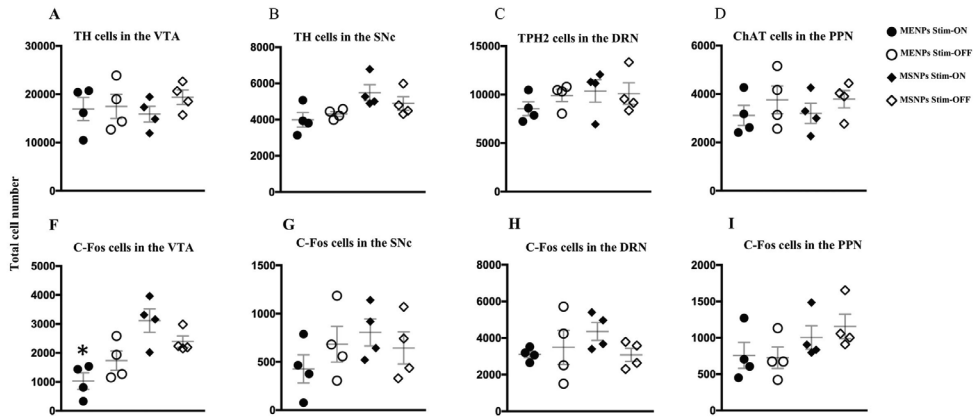 A
B
C
D
TH cells in the VTA
TH cells in the SNc
TPH2 cells in the DRN
ChAT cells in the PPN
30000
20000
10000
0
8000
6000
4000
2000
0
15000
10000
5000
0
6000
4000
2000
0
MENPs Stim-ON
MENPs Stim-OFF
MSNPs Stim-ON
MSNPs Stim-OFF
Total cell number
F
G
H
I
C-Fos cells in the VTA
C-Fos cells in the SNc
C-Fos cells in the DRN
C-Fos cells in the PPN
5000
4000
3000
2000
1000
0
*
1500
1000
500
0
8000
6000
4000
2000
0
2000
1500
1000
500
0